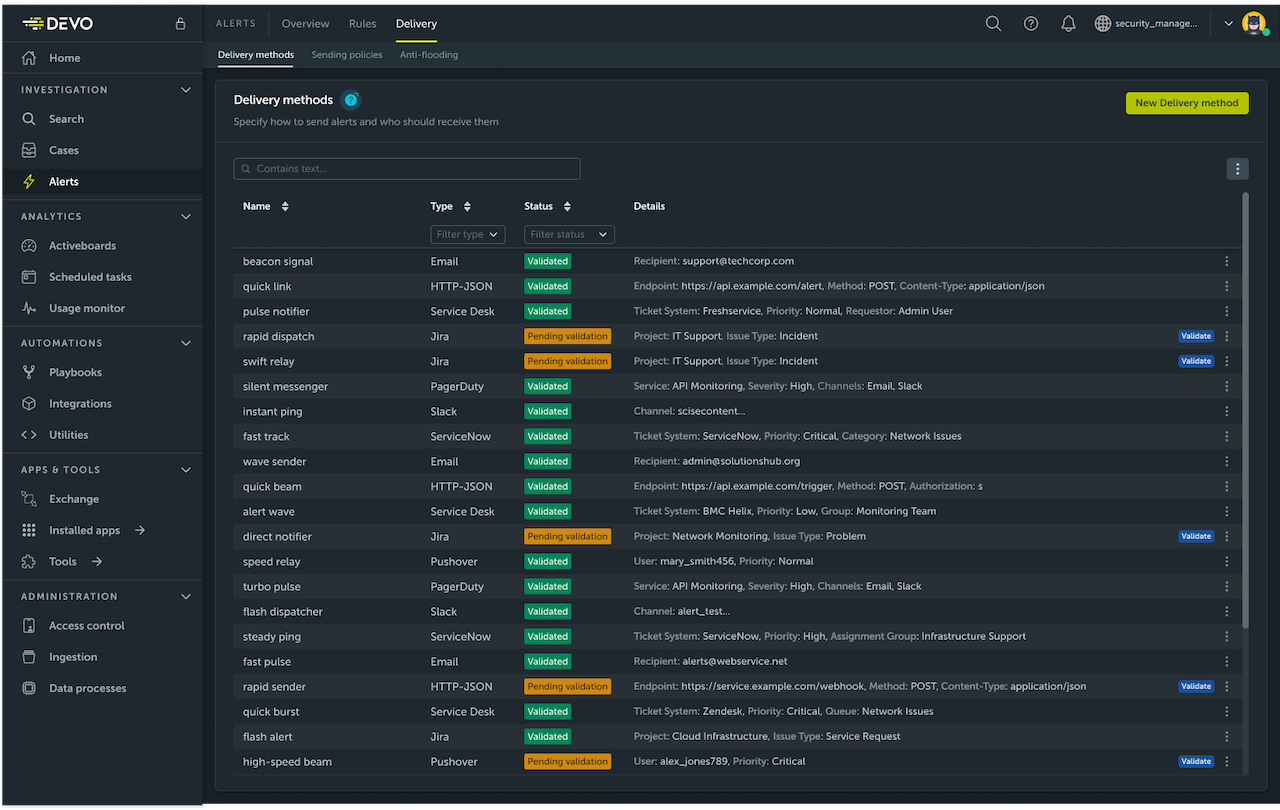 DEVO
ALERTS Overview Rules Delivery
security_manage...
Home
Delivery methods Sending policies Anti-flooding
INVESTIGATION
Search
Cases
Alerts
ANALYTICS
Activeboards
Scheduled tasks
Usage monitor
AUTOMATIONS
Playbooks
Integrations
Utilities
APPS & TOOLS
Exchange
Installed apps
Tools
ADMINISTRATION
Access control
Ingestion
Data processes
Delivery methods ?
New Delivery method
Specify how to send alerts and who should receive them
Contains text...
Name Type Status Details
Filter type Filter status
beacon signal Email Validated Recipient: support@techcorp.com
quick link HTTP-JSON Validated Endpoint: https://api.example.com/alert, Method: POST, Content-Type: application/json
pulse notifier Service Desk Validated Ticket System: Freshservice, Priority: Normal, Requestor: Admin User
rapid dispatch Jira Pending validation Project: IT Support, Issue Type: Incident Validate
swift relay Jira Pending validation Project: IT Support, Issue Type: Incident Validate
silent messenger PagerDuty Validated Service: API Monitoring, Severity: High, Channels: Email, Slack
instant ping Slack Validated Channel: scisecontent...
fast track ServiceNow Validated Ticket System: ServiceNow, Priority: Critical, Category: Network Issues
wave sender Email Validated Recipient: admin@solutionshub.org
quick beam HTTP-JSON Validated Endpoint: https://api.example.com/trigger, Method: POST, Authorization: s
alert wave Service Desk Validated Ticket System: BMC Helix, Priority: Low, Group: Monitoring Team
direct notifier Jira Pending validation Project: Network Monitoring, Issue Type: Problem Validate
speed relay Pushover Validated User: mary_smith456, Priority: Normal
turbo pulse PagerDuty Validated Service: API Monitoring, Severity: High, Channels: Email, Slack
flash dispatcher Slack Validated Channel: alert_test...
steady ping ServiceNow Validated Ticket System: ServiceNow, Priority: High, Assignment Group: Infrastructure Support
fast pulse Email Validated Recipient: alerts@webservice.net
rapid sender HTTP-JSON Pending validation Endpoint: https://service.example.com/webhook, Method: POST, Content-Type: application/json Validate
quick burst Service Desk Validated Ticket System: Zendesk, Priority: Critical, Queue: Network Issues
flash alert Jira Validated Project: Cloud Infrastructure, Issue Type: Service Request
high-speed beam Pushover Pending validation User: alex_jones789, Priority: Critical Validate